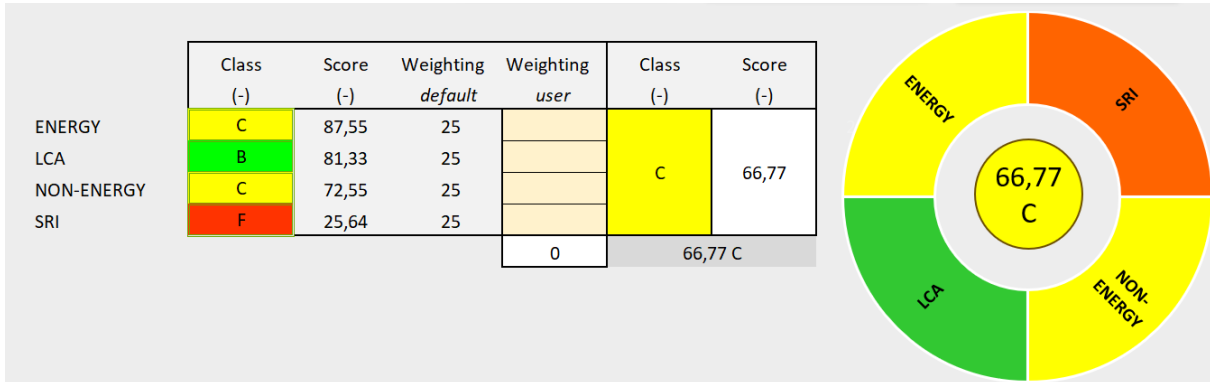 Class Score Weighting Weighting Class Score
(-) (-) default user (-) (-)
ENERGY C 87,55 25
LCA B 81,33 25
NON-ENERGY C 72,55 25
SRI F 25,64 25
C 66,77
0 66,77 C
ENERGY
SRI
66,77
C
LCA
NON-
ENERGY